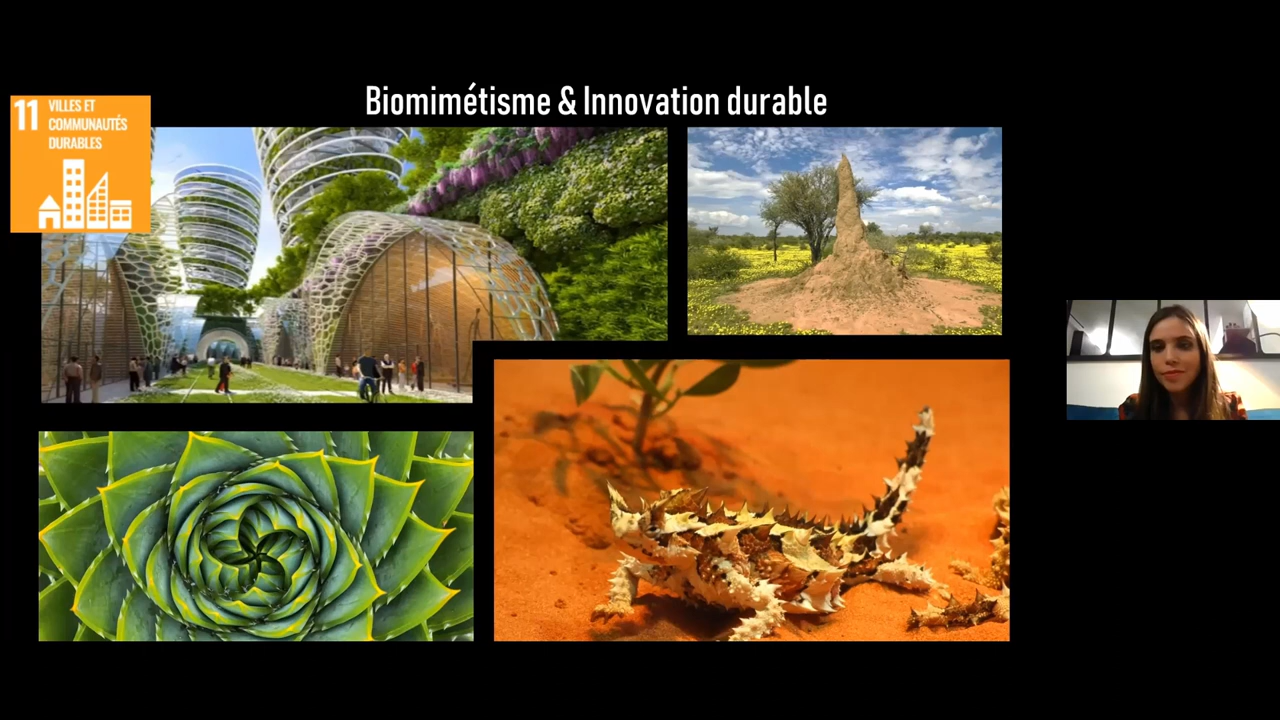 Biomimétisme & Innovation durable
11 VILLES ET
COMMUNAUTÉS
DURABLES